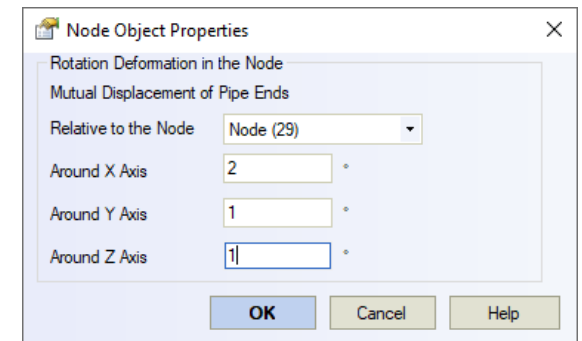 Node Object Properties
Rotation Deformation in the Node
Mutual Displacement of Pipe Ends
Relative to the Node Node (29)
Around X Axis 2 °
Around Y Axis 1 °
Around Z Axis 1 °
OK Cancel Help